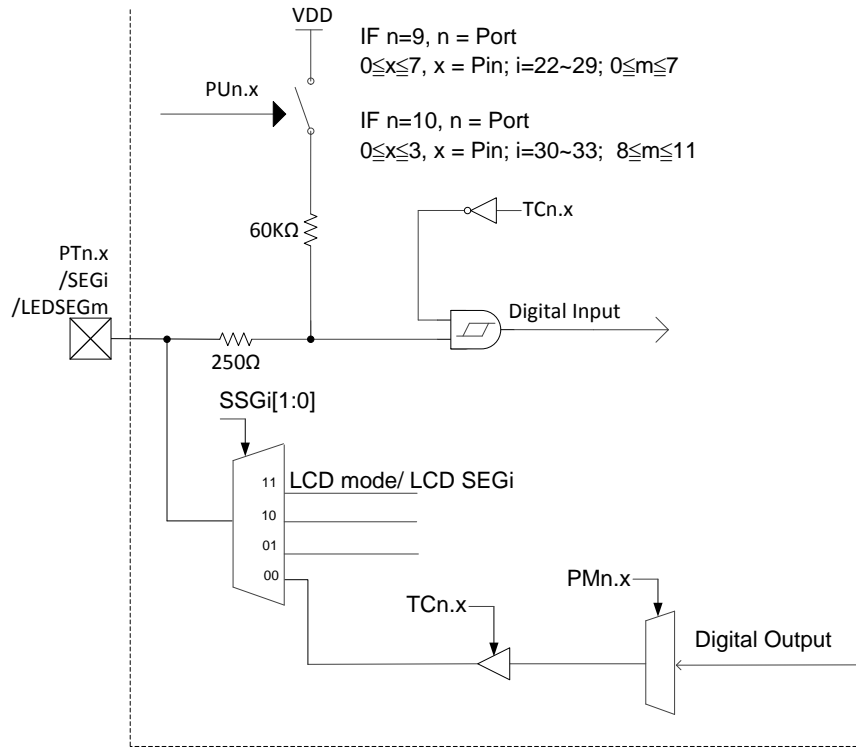 VDD
IF n=9, n = Port
0≦x≦7, x = Pin; i=22~29; 0≦m≦7
PUn.x
IF n=10, n = Port
0≦x≦3, x = Pin; i=30~33; 8≦m≦11
TCn.x
60KΩ
PTn.x
/SEGi
/LEDSEGm
Digital Input
250Ω
SSGi[1:0]
11
LCD mode/ LCD SEGi
10
01
00
PMn.x
TCn.x
Digital Output